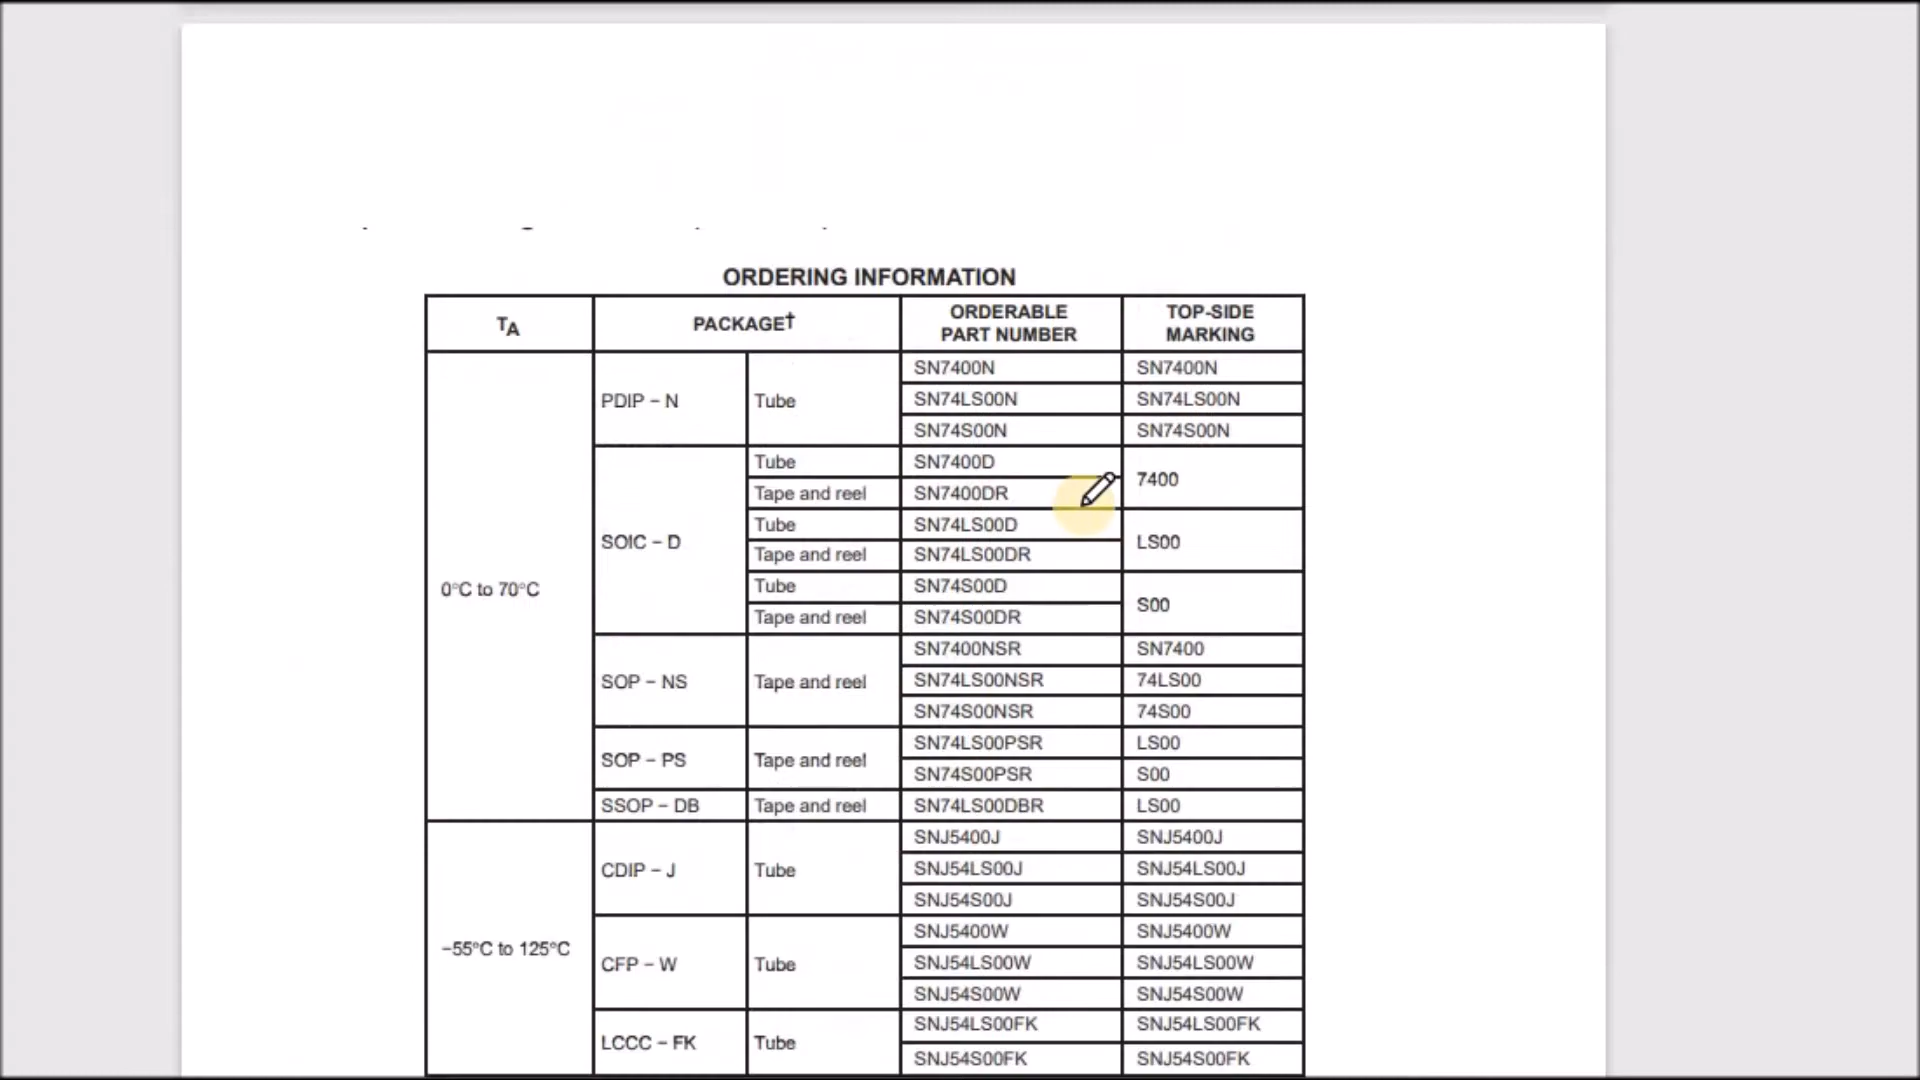 ORDERING INFORMATION
TA PACKAGE† ORDERABLE PART NUMBER TOP-SIDE MARKING
0°C to 70°C PDIP − N Tube SN7400N SN7400N
SN74LS00N SN74LS00N
SN74S00N SN74S00N
SOIC − D Tube SN7400D 7400
Tape and reel SN7400DR
Tube SN74LS00D LS00
Tape and reel SN74LS00DR
Tube SN74S00D S00
Tape and reel SN74S00DR
SOP − NS Tape and reel SN7400NSR SN7400
SN74LS00NSR 74LS00
SN74S00NSR 74S00
SOP − PS Tape and reel SN74LS00PSR LS00
SN74S00PSR S00
SSOP − DB Tape and reel SN74LS00DBR LS00
−55°C to 125°C CDIP − J Tube SNJ5400J SNJ5400J
SNJ54LS00J SNJ54LS00J
SNJ54S00J SNJ54S00J
CFP − W Tube SNJ5400W SNJ5400W
SNJ54LS00W SNJ54LS00W
SNJ54S00W SNJ54S00W
LCCC − FK Tube SNJ54LS00FK SNJ54LS00FK
SNJ54S00FK SNJ54S00FK